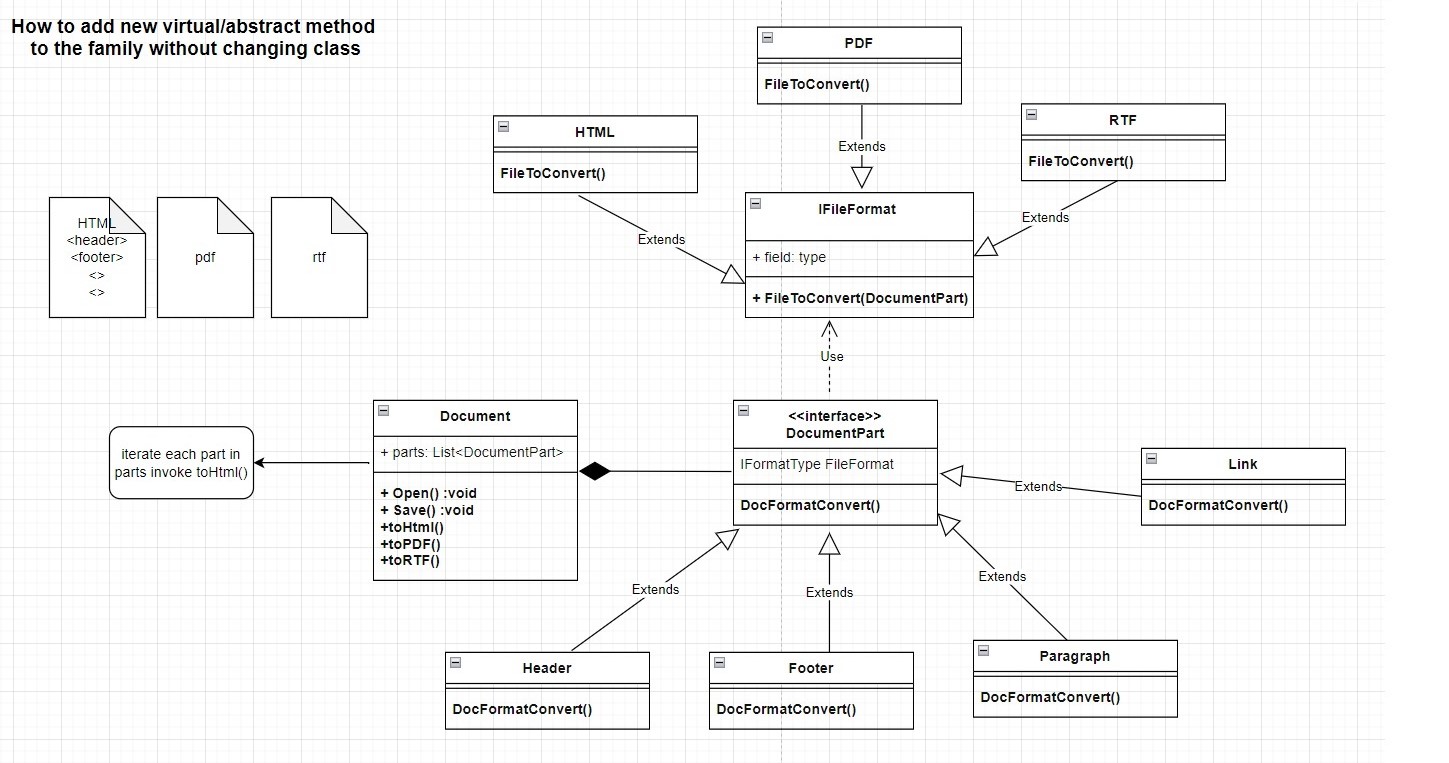 How to add new virtual/abstract method
to the family without changing class
PDF
FileToConvert()
HTML
FileToConvert()
RTF
FileToConvert()
Extends
Extends
Extends
IFileFormat
+ field: type
+ FileToConvert(DocumentPart)
HTML
<header>
<footer>
<>
<>
pdf
rtf
Use
Document
+ parts: List<DocumentPart>
+ Open() :void
+ Save() :void
+toHtml()
+toPDF()
+toRTF()
iterate each part in
parts invoke toHtml()
<<interface>>
DocumentPart
IFormatType FileFormat
DocFormatConvert()
Link
DocFormatConvert()
Extends
Extends
Extends
Extends
Header
DocFormatConvert()
Footer
DocFormatConvert()
Paragraph
DocFormatConvert()